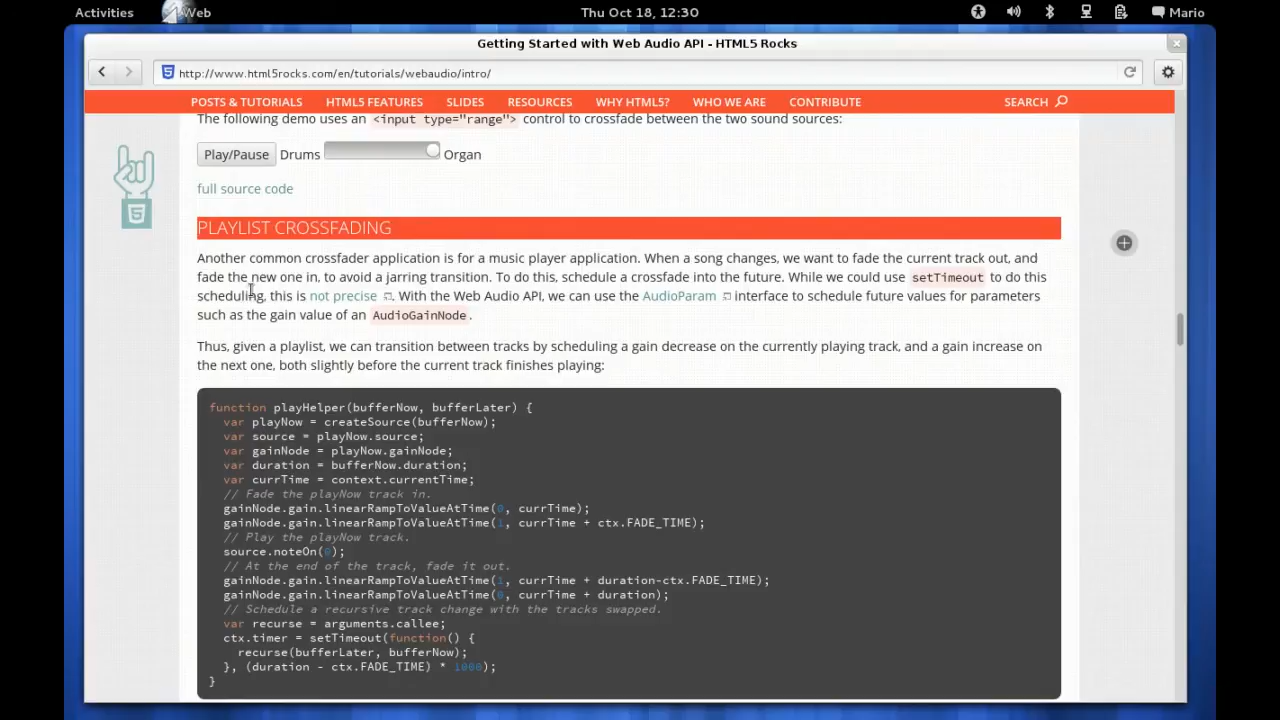 Activities Web Thu Oct 18, 12:30 Mario
Getting Started with Web Audio API - HTML5 Rocks
http://www.html5rocks.com/en/tutorials/webaudio/intro/
POSTS & TUTORIALS HTML5 FEATURES SLIDES RESOURCES WHY HTML5? WHO WE ARE CONTRIBUTE SEARCH
The following demo uses an <input type="range"> control to crossfade between the two sound sources:
Play/Pause Drums Organ
full source code
PLAYLIST CROSSFADING
Another common crossfader application is for a music player application. When a song changes, we want to fade the current track out, and
fade the new one in, to avoid a jarring transition. To do this, schedule a crossfade into the future. While we could use setTimeout to do this
scheduling, this is not precise. With the Web Audio API, we can use the AudioParam interface to schedule future values for parameters
such as the gain value of an AudioGainNode.
Thus, given a playlist, we can transition between tracks by scheduling a gain decrease on the currently playing track, and a gain increase on
the next one, both slightly before the current track finishes playing:
function playHelper(bufferNow, bufferLater) {
  var playNow = createSource(bufferNow);
  var source = playNow.source;
  var gainNode = playNow.gainNode;
  var duration = bufferNow.duration;
  var currTime = context.currentTime;
  // Fade the playNow track in.
  gainNode.gain.linearRampToValueAtTime(0, currTime);
  gainNode.gain.linearRampToValueAtTime(1, currTime + ctx.FADE_TIME);
  // Play the playNow track.
  source.noteOn(0);
  // At the end of the track, fade it out.
  gainNode.gain.linearRampToValueAtTime(1, currTime + duration-ctx.FADE_TIME);
  gainNode.gain.linearRampToValueAtTime(0, currTime + duration);
  // Schedule a recursive track change with the tracks swapped.
  var recurse = arguments.callee;
  ctx.timer = setTimeout(function() {
    recurse(bufferLater, bufferNow);
  }, (duration - ctx.FADE_TIME) * 1000);
}